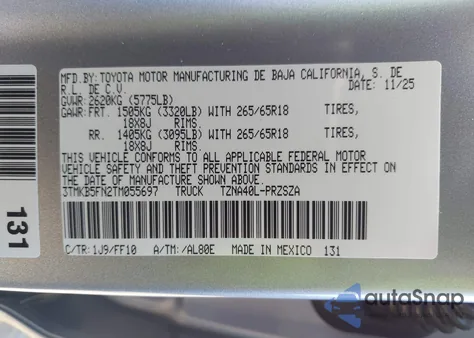 MFD.BY:TOYOTA MOTOR MANUFACTURING DE BAJA CALIFORNIA, S. DE
R.L. DE C.V. DATE: 11/25
GVWR:2620KG (5775LB)
GAWR:FRT. 1505KG (3320LB) WITH 265/65R18 TIRES,
18X8J RIMS.
RR. 1405KG (3095LB) WITH 265/65R18 TIRES,
18X8J RIMS.
THIS VEHICLE CONFORMS TO ALL APPLICABLE FEDERAL MOTOR
VEHICLE SAFETY AND THEFT PREVENTION STANDARDS IN EFFECT ON
THE DATE OF MANUFACTURE SHOWN ABOVE.
3TMKB5FN2TM055697 TRUCK TZNA40L-PRZSZA
C/TR:1J9/FF10 A/TM:/AL80E MADE IN MEXICO 131
131
autoSnap